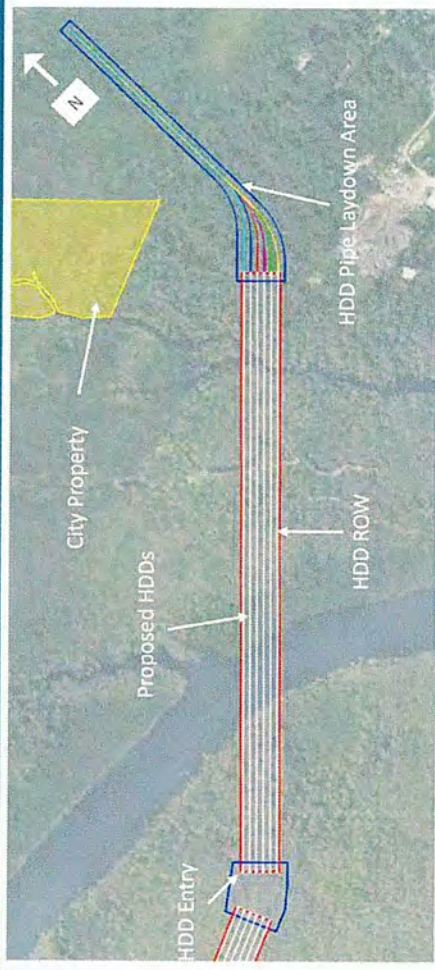 N
City Property
Proposed HDDs
HDD Entry
HDD ROW
HDD Pipe Laydown Area